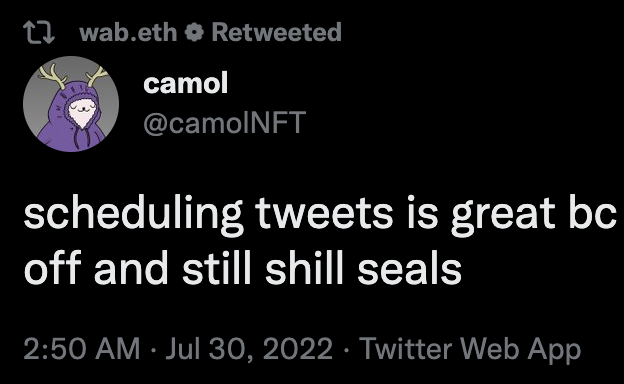 wab.eth Retweeted
camol
@camolNFT
scheduling tweets is great bc
off and still shill seals
2:50 AM · Jul 30, 2022 · Twitter Web App